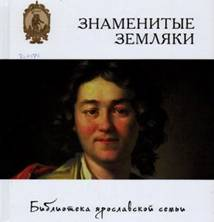 ЗНАМЕНИТЫЕ
ЗЕМЛЯКИ
Библиотека ярославской семьи